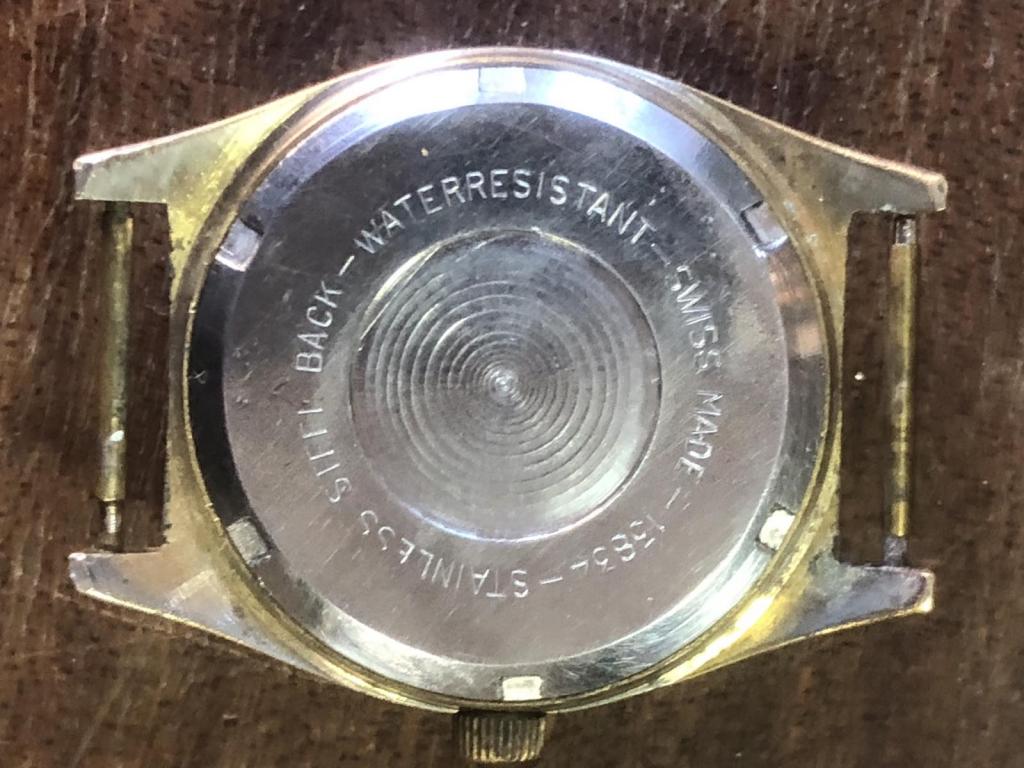 STAINLESS STEEL BACK – WATERRESISTANT – SWISS MADE – 13834 –